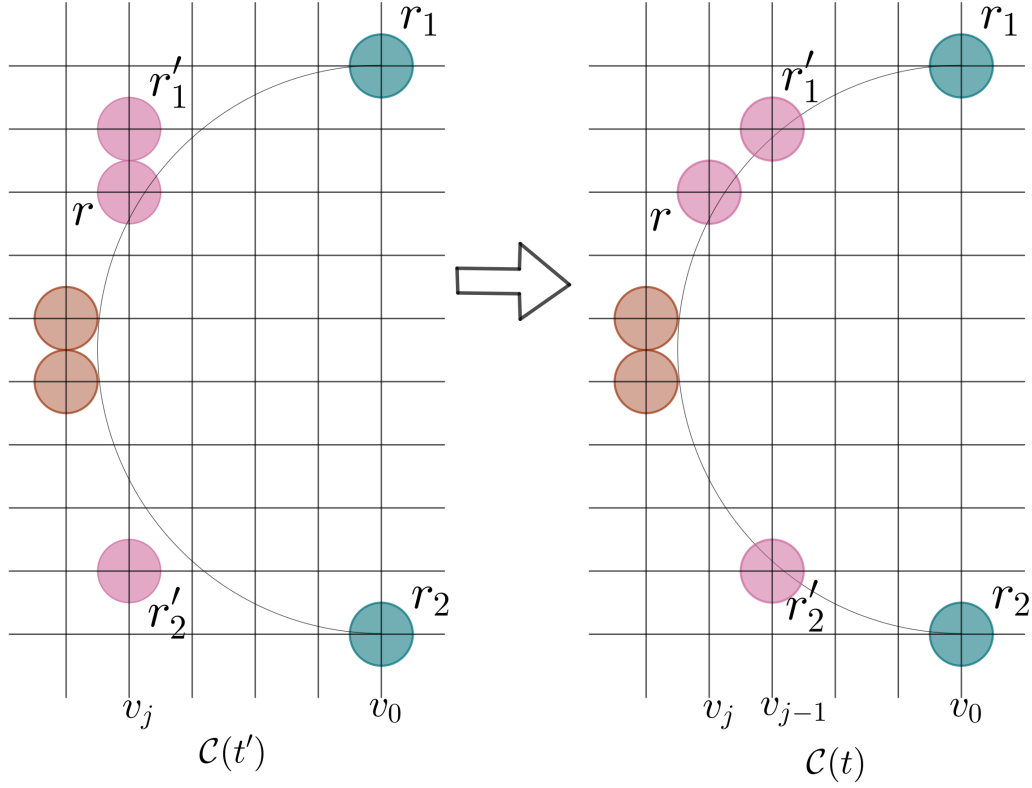 r₁
r′₁
r
r′₂
r₂
vⱼ
v₀
𝒞(t′)
r₁
r′₁
r
r′₂
r₂
vⱼ
vⱼ₋₁
v₀
𝒞(t)